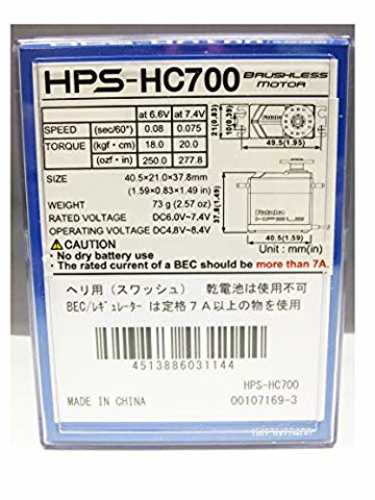 HPS-HC700 BRUSHLESS MOTOR
at 6.6V at 7.4V
SPEED (sec/60°) 0.08 0.075
TORQUE (kgf・cm) 18.0 20.0
(ozf・in) 250.0 277.8
21(0.83)
10(0.39)
49.5(1.95)
SIZE 40.5×21.0×37.8mm
(1.59×0.83×1.49 in)
WEIGHT 73 g (2.57 oz)
RATED VOLTAGE DC6.0V~7.4V
OPERATING VOLTAGE DC4.8V~8.4V
40.5(1.59)
Unit : mm(in)
⚠CAUTION
• No dry battery use
• The rated current of a BEC should be more than 7A.
ヘリ用(スワッシュ) 乾電池は使用不可
BEC/レギュレーター は定格7A以上の物を使用
4513886031144
HPS-HC700
MADE IN CHINA 00107169-3